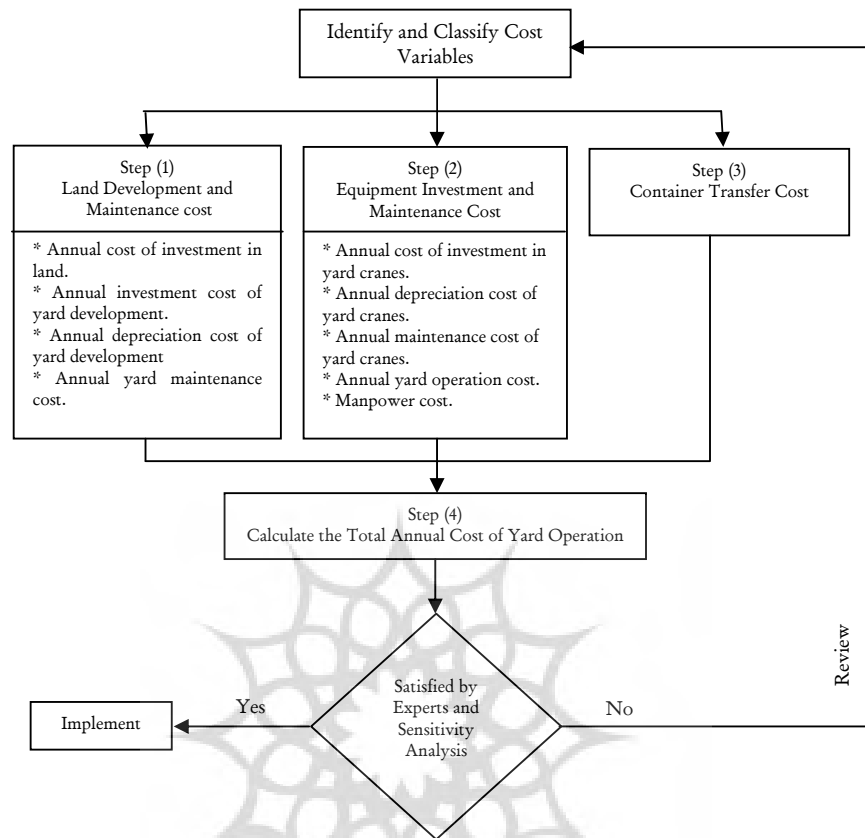 Identify and Classify Cost
Variables
Step (1)
Land Development and
Maintenance cost
* Annual cost of investment in
land.
* Annual investment cost of
yard development.
* Annual depreciation cost of
yard development
* Annual yard maintenance
cost.
Step (2)
Equipment Investment and
Maintenance Cost
* Annual cost of investment in
yard cranes.
* Annual depreciation cost of
yard cranes.
* Annual maintenance cost of
yard cranes.
* Annual yard operation cost.
* Manpower cost.
Step (3)
Container Transfer Cost
Step (4)
Calculate the Total Annual Cost of Yard Operation
Satisfied by
Experts and
Sensitivity
Analysis
Yes
Implement
No
Review